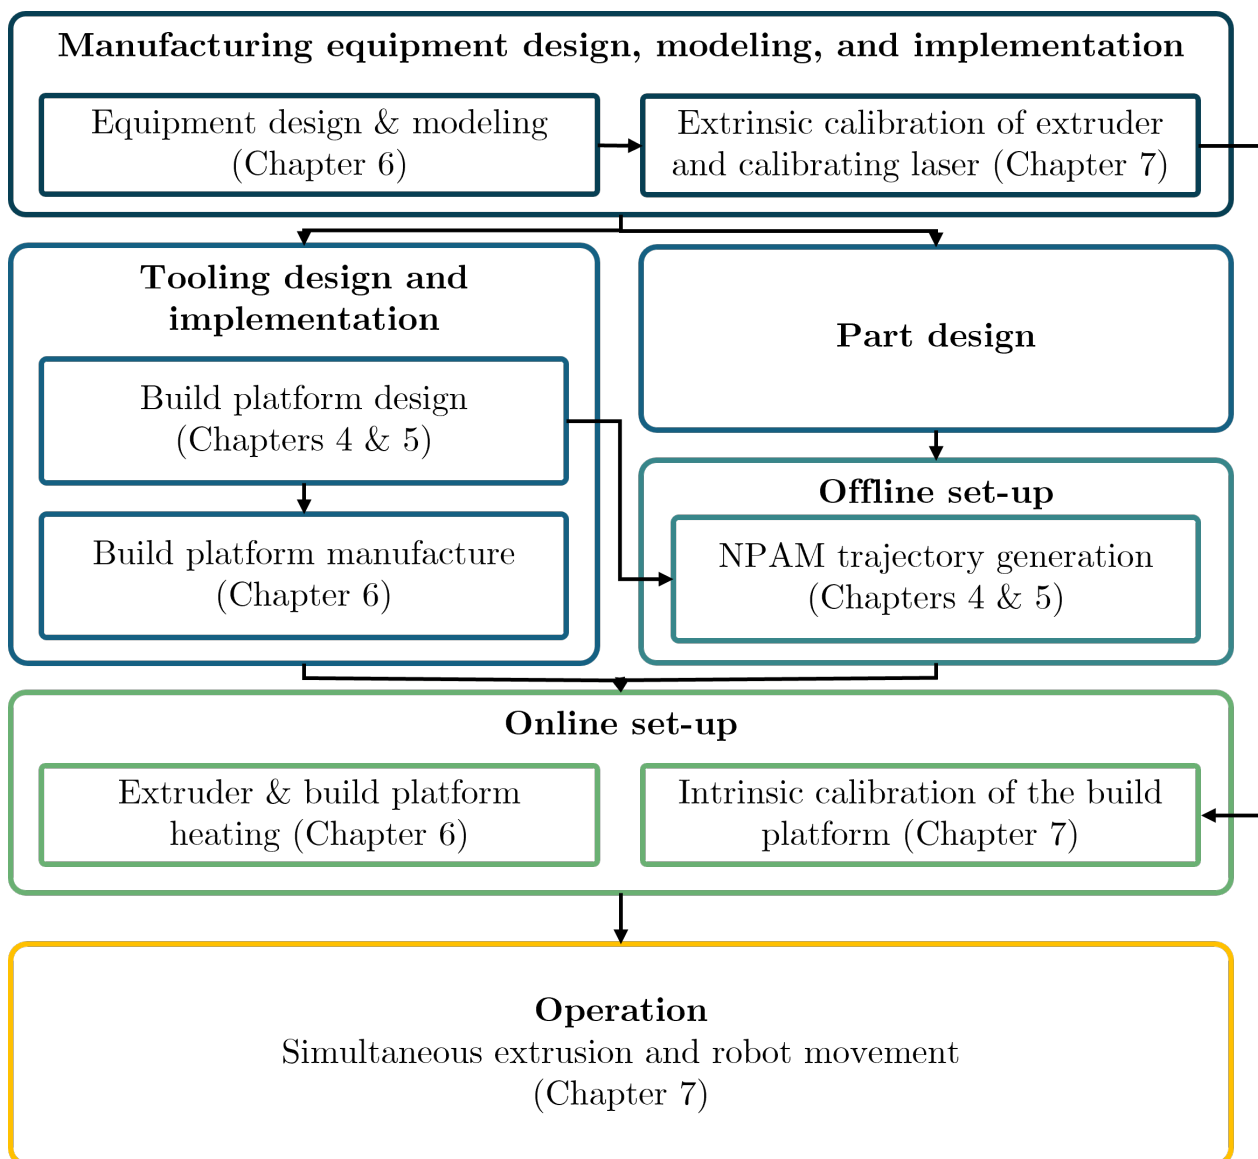 Manufacturing equipment design, modeling, and implementation
Equipment design & modeling
(Chapter 6)
Extrinsic calibration of extruder
and calibrating laser (Chapter 7)
Tooling design and
implementation
Build platform design
(Chapters 4 & 5)
Build platform manufacture
(Chapter 6)
Part design
Offline set-up
NPAM trajectory generation
(Chapters 4 & 5)
Online set-up
Extruder & build platform
heating (Chapter 6)
Intrinsic calibration of the build
platform (Chapter 7)
Operation
Simultaneous extrusion and robot movement
(Chapter 7)